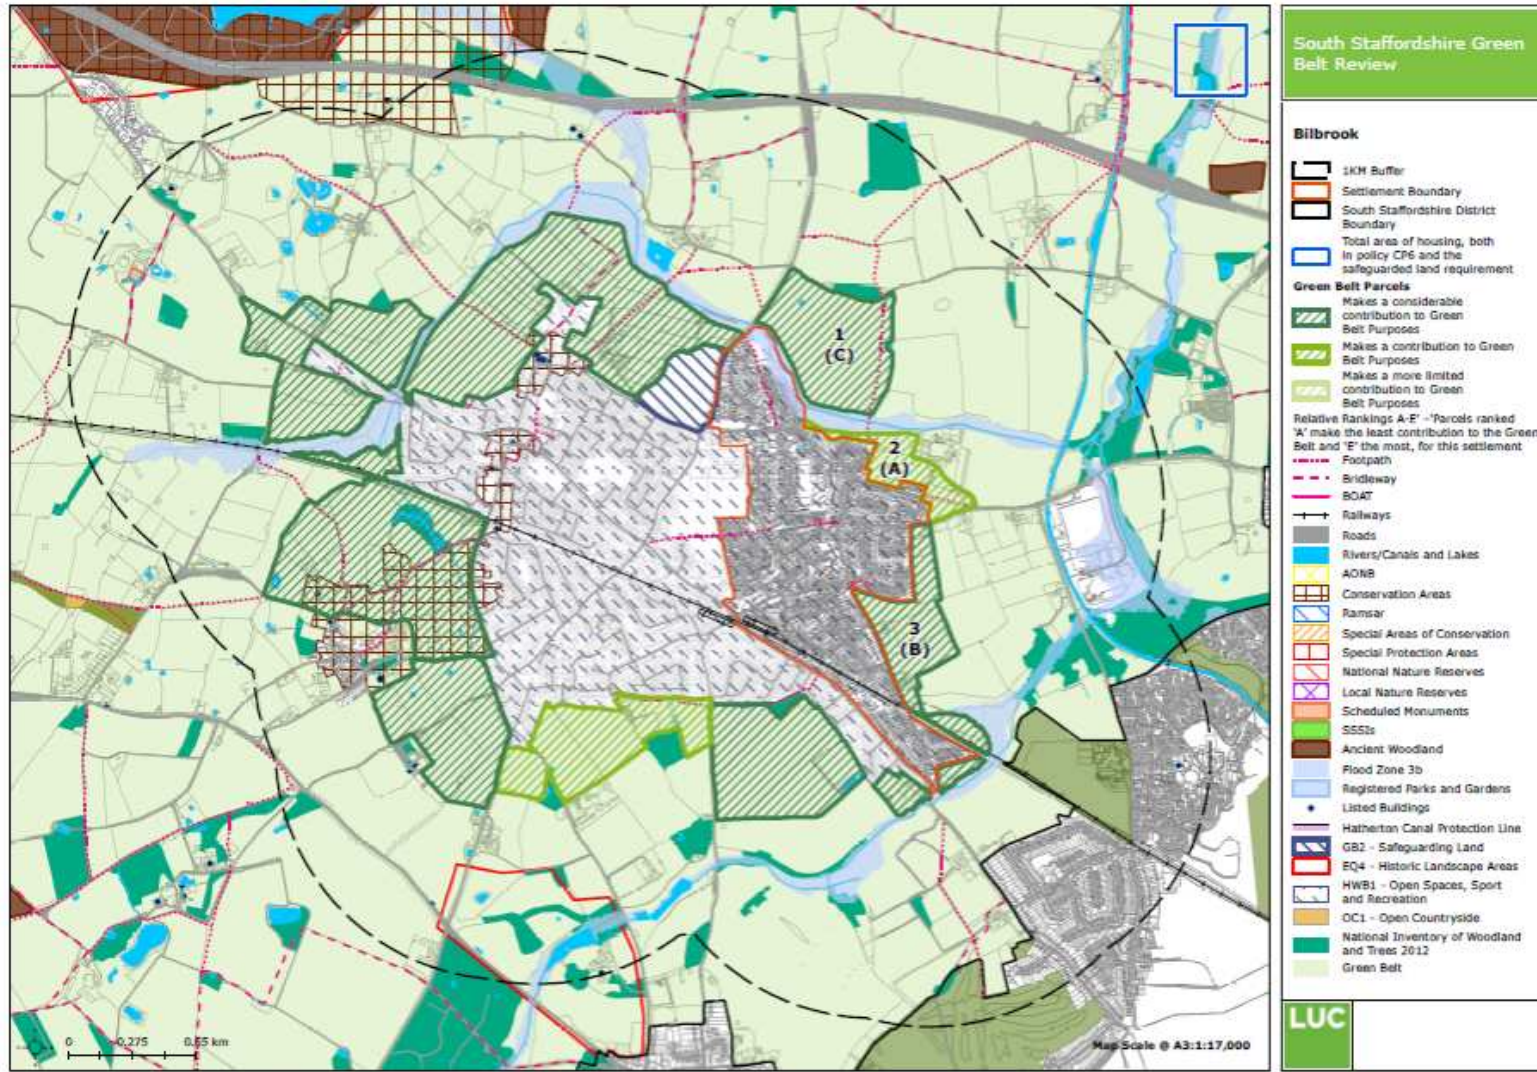 South Staffordshire Green
Belt Review
Bilbrook
1KM Buffer
Settlement Boundary
South Staffordshire District
Boundary
Total area of housing, both
in policy CP6 and the
safeguarded land requirement
Green Belt Parcels
Makes a considerable
contribution to Green
Belt Purposes
Makes a contribution to Green
Belt Purposes
Makes a more limited
contribution to Green
Belt Purposes
Relative Rankings A-E' -'Parcels ranked
'A' make the least contribution to the Green
Belt and 'E' the most, for this settlement
Footpath
Bridleway
BOAT
Railways
Roads
Rivers/Canals and Lakes
AONB
Conservation Areas
Ramsar
Special Areas of Conservation
Special Protection Areas
National Nature Reserves
Local Nature Reserves
Scheduled Monuments
SSSIs
Ancient Woodland
Flood Zone 3b
Registered Parks and Gardens
Listed Buildings
Hatherton Canal Protection Line
GB2 - Safeguarding Land
EQ4 - Historic Landscape Areas
HWB1 - Open Spaces, Sport
and Recreation
OC1 - Open Countryside
National Inventory of Woodland
and Trees 2012
Green Belt
LUC
1
(C)
2
(A)
3
(B)
0 0.275 0.55 km
Map Scale @ A3:1:17,000